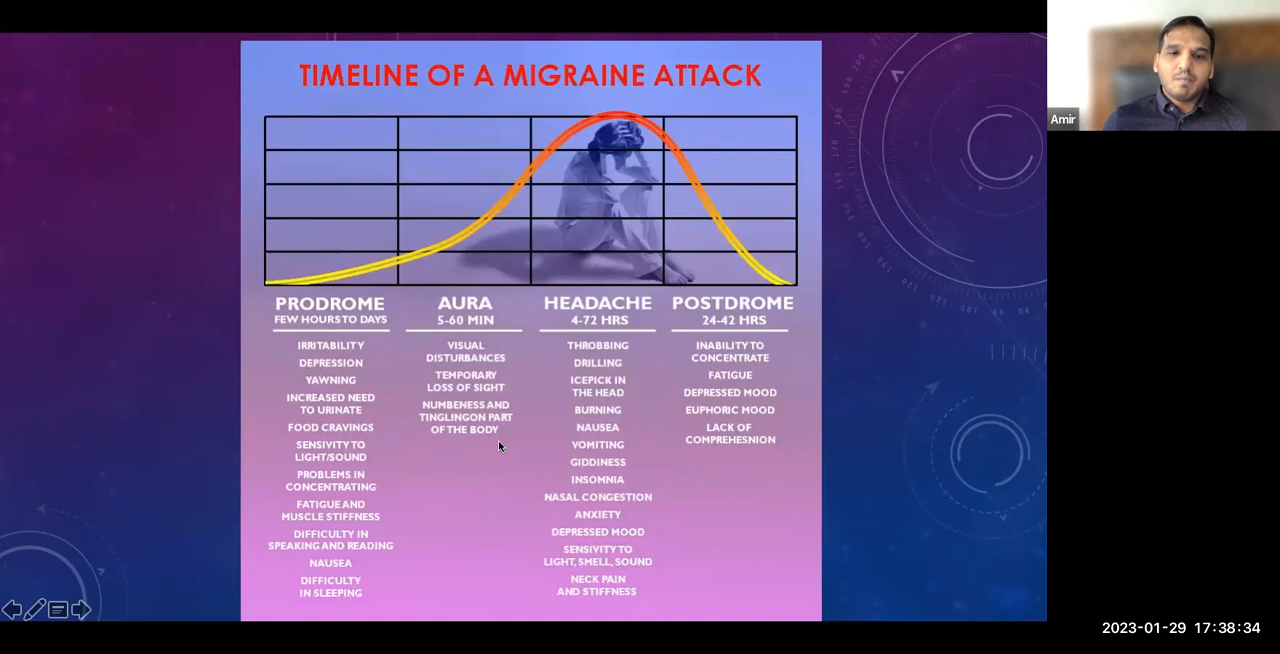 TIMELINE OF A MIGRAINE ATTACK
PRODROME
FEW HOURS TO DAYS
IRRITABILITY
DEPRESSION
YAWNING
INCREASED NEED
TO URINATE
FOOD CRAVINGS
SENSIVITY TO
LIGHT/SOUND
PROBLEMS IN
CONCENTRATING
FATIGUE AND
MUSCLE STIFFNESS
DIFFICULTY IN
SPEAKING AND READING
NAUSEA
DIFFICULTY
IN SLEEPING
AURA
5-60 MIN
VISUAL
DISTURBANCES
TEMPORARY
LOSS OF SIGHT
NUMBENESS AND
TINGLINGON PART
OF THE BODY
HEADACHE
4-72 HRS
THROBBING
DRILLING
ICEPICK IN
THE HEAD
BURNING
NAUSEA
VOMITING
GIDDINESS
INSOMNIA
NASAL CONGESTION
ANXIETY
DEPRESSED MOOD
SENSIVITY TO
LIGHT, SMELL, SOUND
NECK PAIN
AND STIFFNESS
POSTDROME
24-42 HRS
INABILITY TO
CONCENTRATE
FATIGUE
DEPRESSED MOOD
EUPHORIC MOOD
LACK OF
COMPREHESNION
Amir
2023-01-29 17:38:34